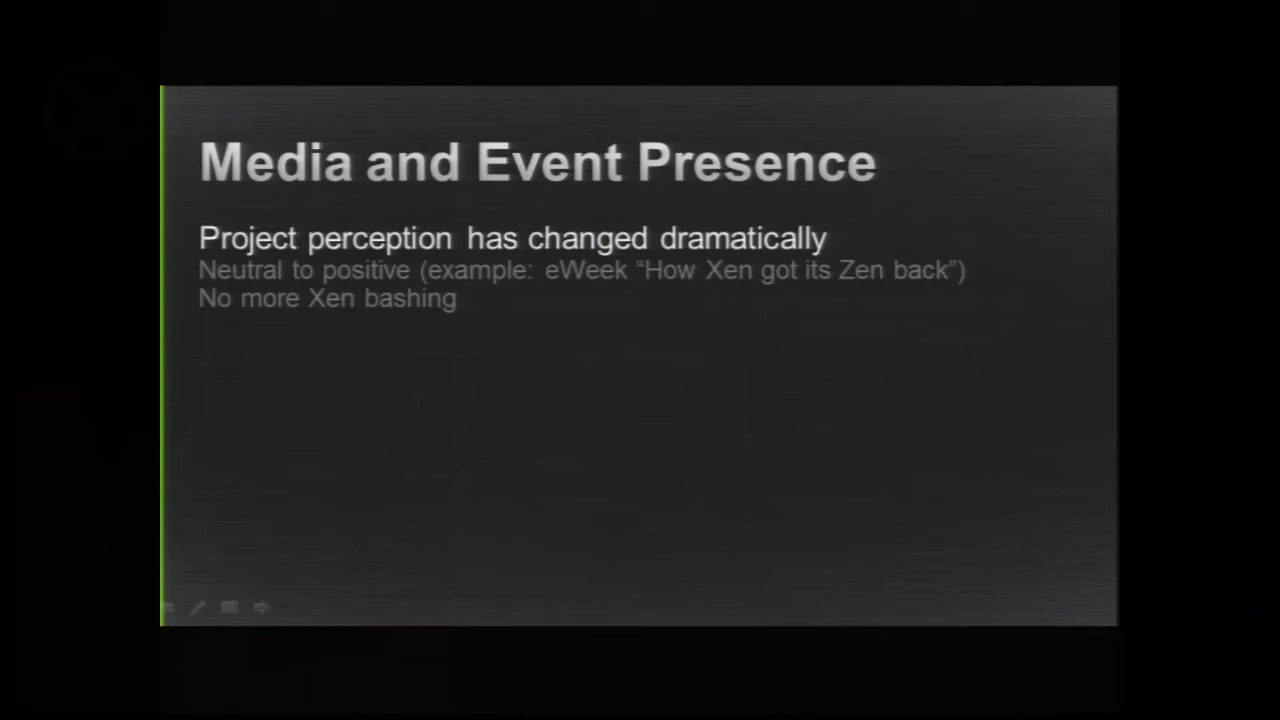 Media and Event Presence
Project perception has changed dramatically
Neutral to positive (example: eWeek “How Xen got its Zen back”)
No more Xen bashing